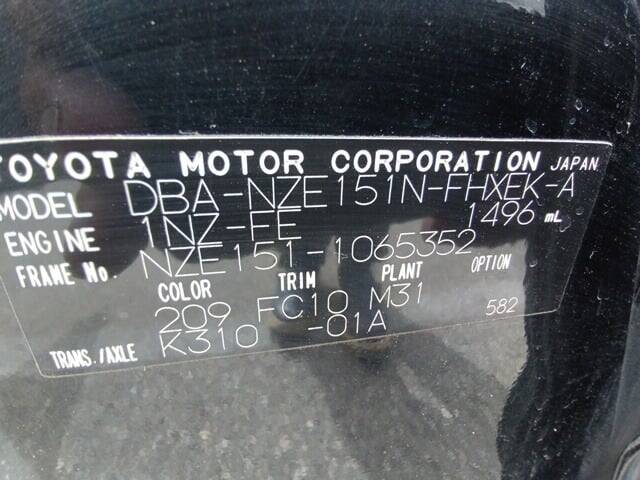 TOYOTA MOTOR CORPORATION JAPAN
MODEL DBA-NZE151N-FHXEK-A
ENGINE 1NZ-FE 1496 mL
FRAME No. NZE151-1065352
COLOR TRIM PLANT OPTION
209 FC10 M31 582
TRANS./AXLE K310 -01A